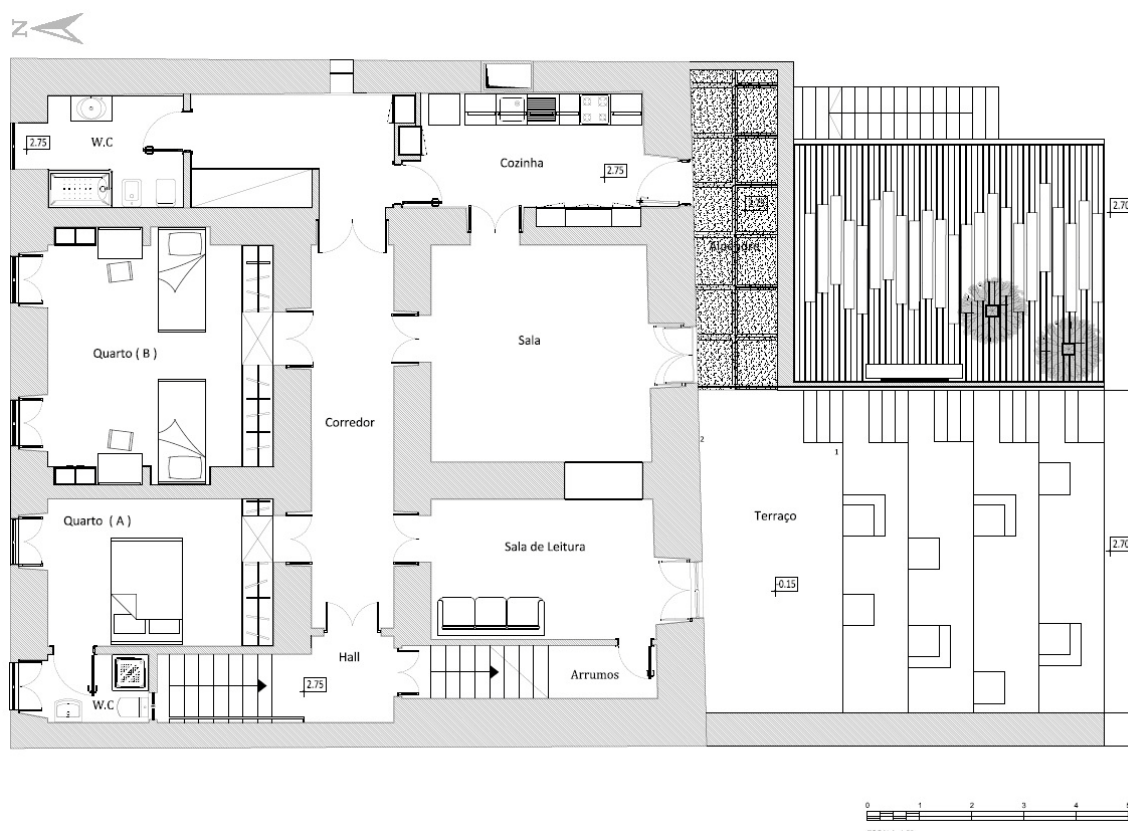 N
W.C
2.75
Cozinha
2.75
2.70
Quarto ( B )
Sala
Corredor
2
1
Quarto ( A )
Sala de Leitura
Terraço
2.70
-0.15
Hall
2.75
Arrumos
W.C
0 1 2 3 4 5